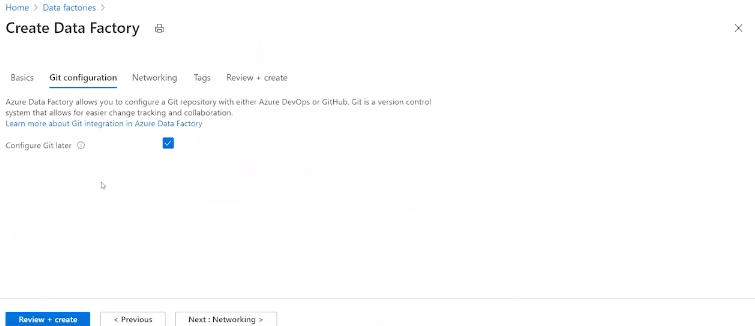 Home > Data factories >
Create Data Factory
Basics Git configuration Networking Tags Review + create
Azure Data Factory allows you to configure a Git repository with either Azure DevOps or GitHub. Git is a version control
system that allows for easier change tracking and collaboration.
Learn more about Git integration in Azure Data Factory
Configure Git later
Review + create < Previous Next : Networking >